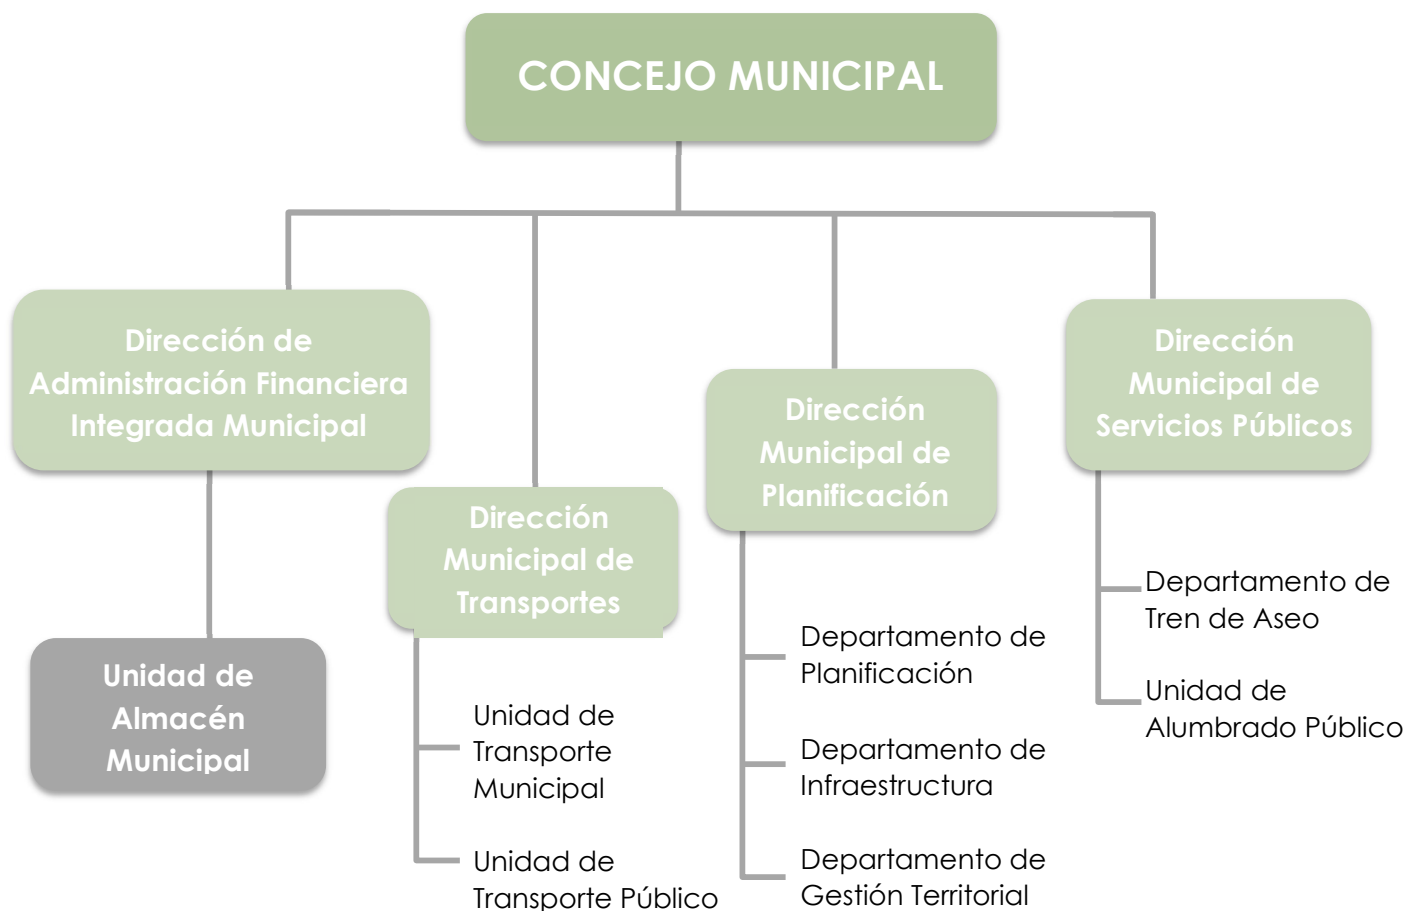 CONCEJO MUNICIPAL
Dirección de
Administración Financiera
Integrada Municipal
Unidad de
Almacén
Municipal
Dirección
Municipal de
Transportes
Unidad de
Transporte
Municipal
Unidad de
Transporte Público
Dirección
Municipal de
Planificación
Departamento de
Planificación
Departamento de
Infraestructura
Departamento de
Gestión Territorial
Dirección
Municipal de
Servicios Públicos
Departamento de
Tren de Aseo
Unidad de
Alumbrado Público